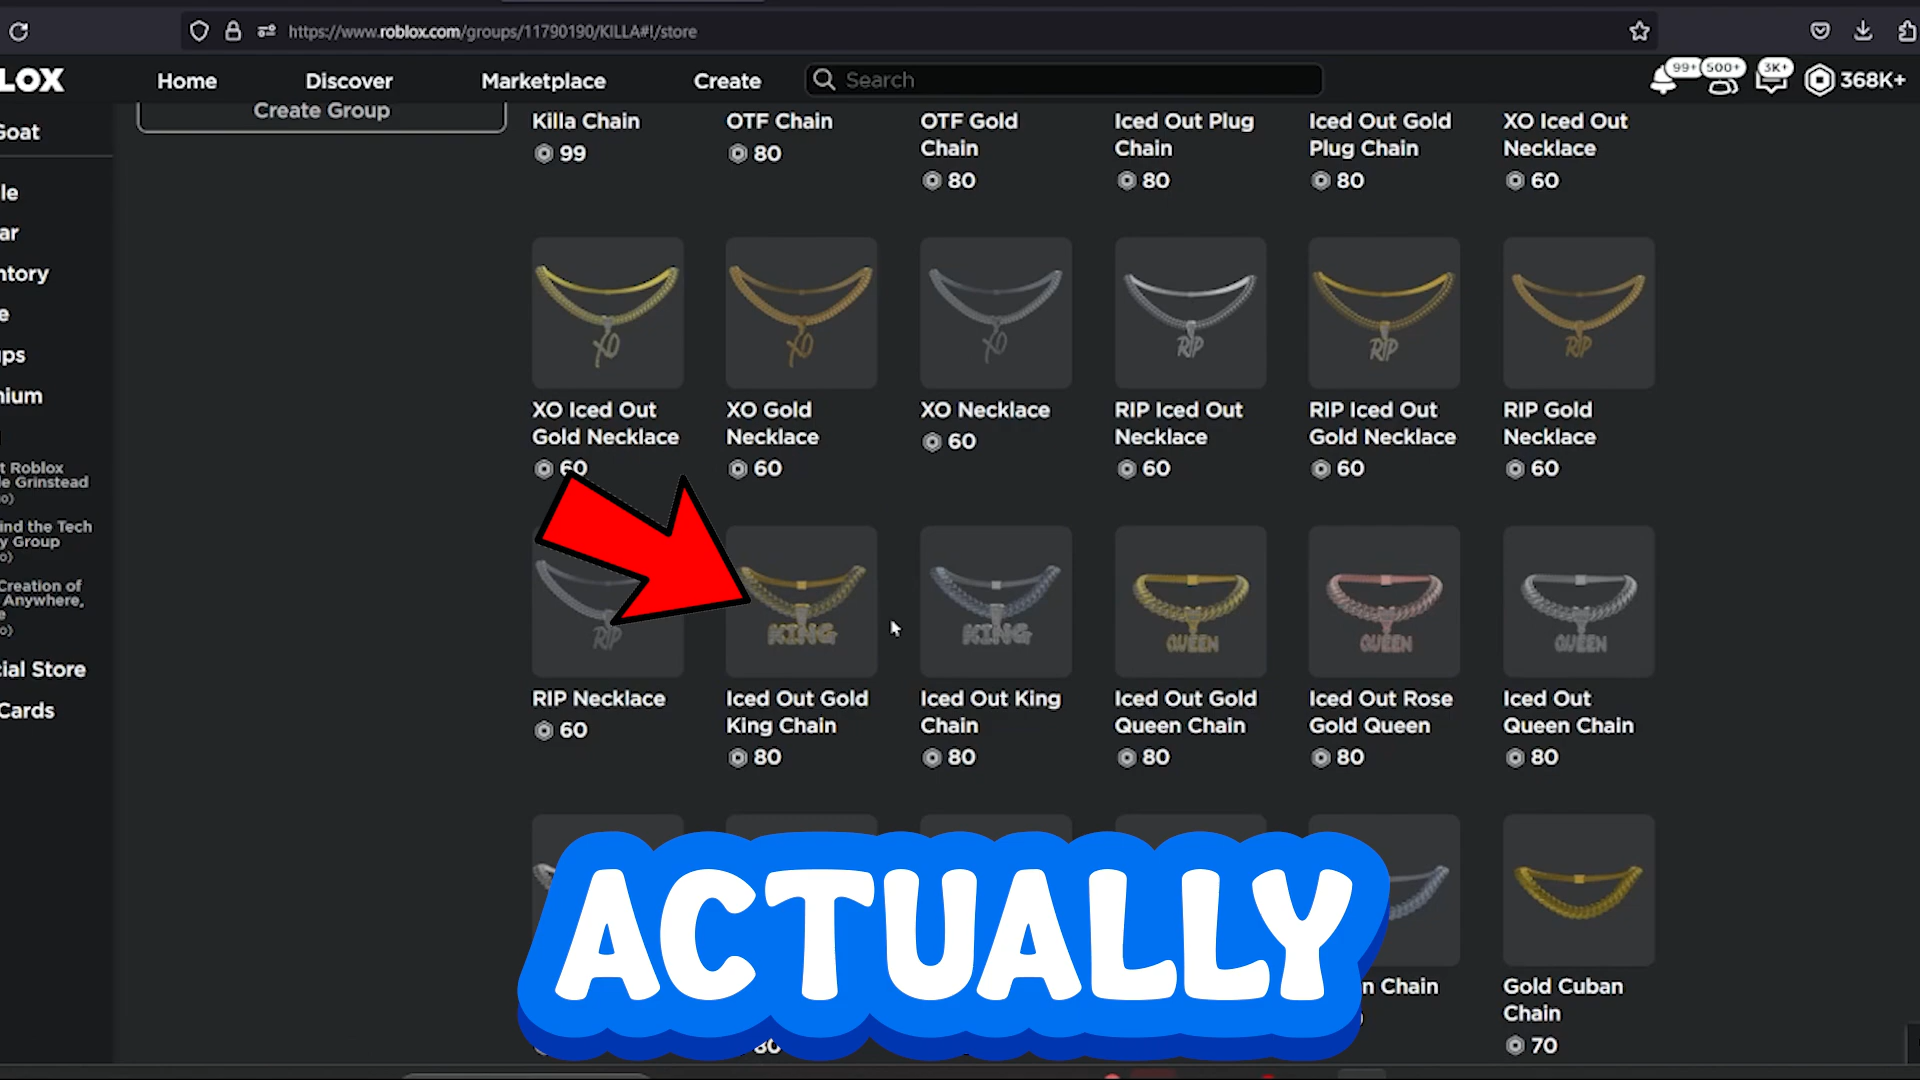 https://www.roblox.com/groups/11790190/KILLA#!/store
LOX
Home
Discover
Marketplace
Create
Search
99+
500+
3K+
368K+
Goat
Create Group
Killa Chain
99
OTF Chain
80
OTF Gold
Chain
80
Iced Out Plug
Chain
80
Iced Out Gold
Plug Chain
80
XO Iced Out
Necklace
60
le
ar
ntory
e
ps
nium
t Roblox
le Grinstead
o)
ind the Tech
y Group
o)
Creation of
Anywhere,
e
o)
ial Store
Cards
XO
XO
XO
RIP
RIP
RIP
XO Iced Out
Gold Necklace
60
XO Gold
Necklace
60
XO Necklace
60
RIP Iced Out
Necklace
60
RIP Iced Out
Gold Necklace
60
RIP Gold
Necklace
60
RIP
KING
KING
QUEEN
QUEEN
QUEEN
RIP Necklace
60
Iced Out Gold
King Chain
80
Iced Out King
Chain
80
Iced Out Gold
Queen Chain
80
Iced Out Rose
Gold Queen
80
Iced Out
Queen Chain
80
ACTUALLY
n Chain
Gold Cuban
Chain
70
80